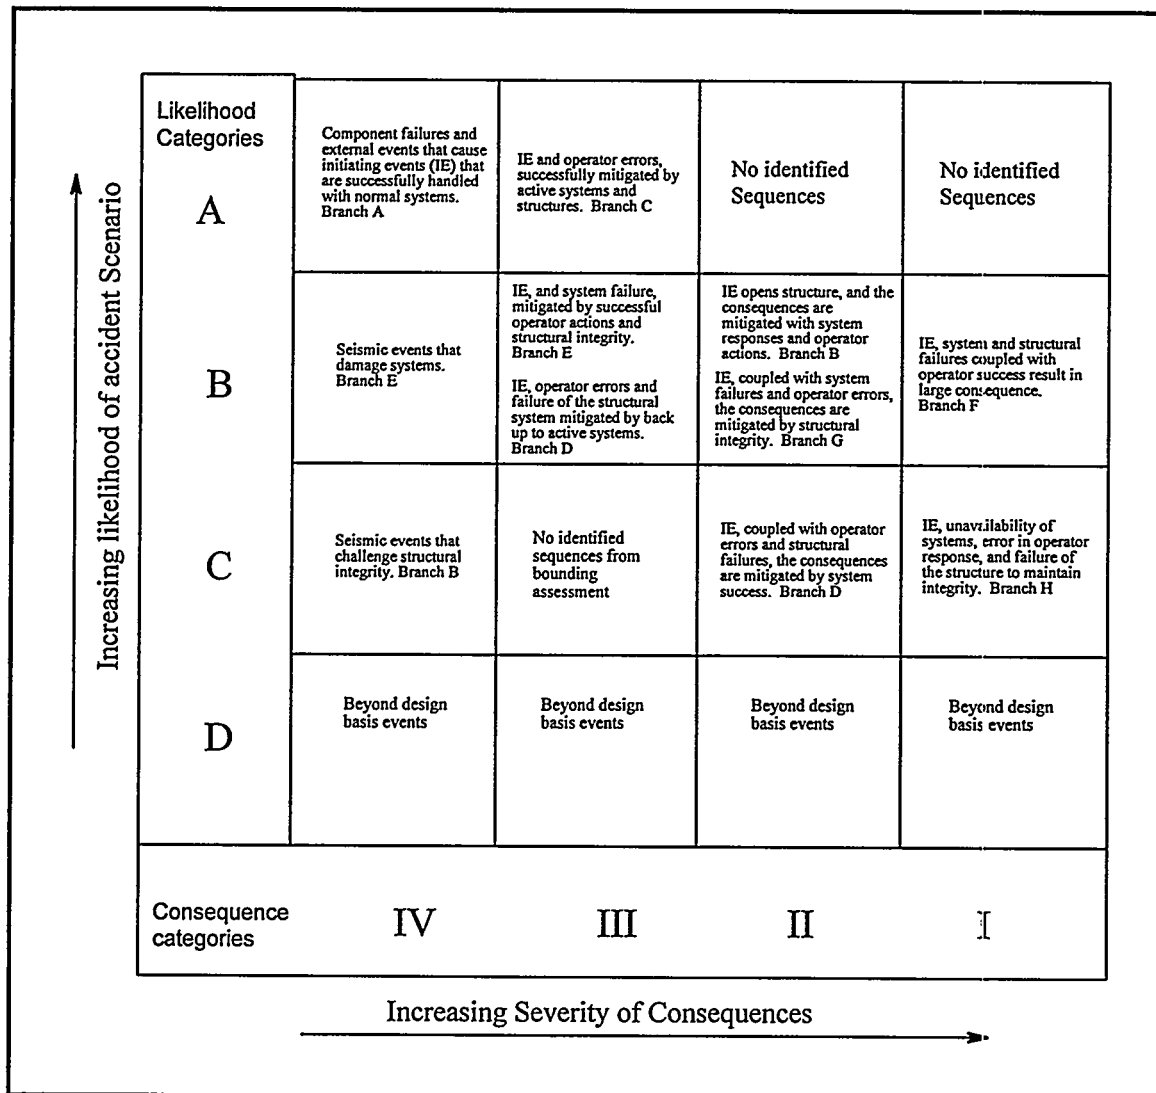 Increasing likelihood of accident Scenario
Likelihood
Categories
A
Component failures and
external events that cause
initiating events (IE) that
are successfully handled
with normal systems.
Branch A
IE and operator errors,
successfully mitigated by
active systems and
structures. Branch C
No identified
Sequences
No identified
Sequences
B
Seismic events that
damage systems.
Branch E
IE, and system failure,
mitigated by successful
operator actions and
structural integrity.
Branch E
IE, operator errors and
failure of the structural
system mitigated by back
up to active systems.
Branch D
IE opens structure, and the
consequences are
mitigated with system
responses and operator
actions. Branch B
IE, coupled with system
failures and operator errors,
the consequences are
mitigated by structural
integrity. Branch G
IE, system and structural
failures coupled with
operator success result in
large consequence.
Branch F
C
Seismic events that
challenge structural
integrity. Branch B
No identified
sequences from
bounding
assessment
IE, coupled with operator
errors and structural
failures, the consequences
are mitigated by system
success. Branch D
IE, unavailability of
systems, error in operator
response, and failure of
the structure to maintain
integrity. Branch H
D
Beyond design
basis events
Beyond design
basis events
Beyond design
basis events
Beyond design
basis events
Consequence
categories
IV
III
II
I
Increasing Severity of Consequences